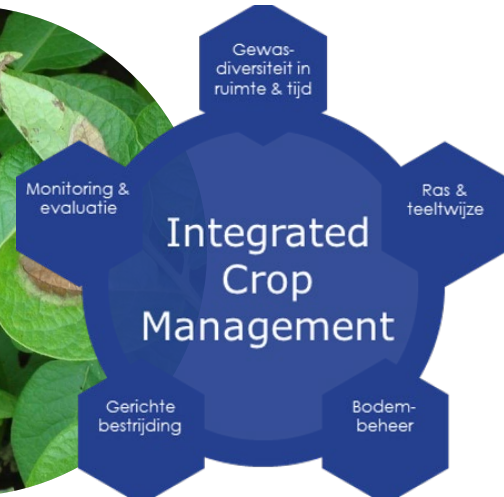 Gewas-
diversiteit in
ruimte & tijd
Monitoring &
evaluatie
Ras &
teeltwijze
Integrated
Crop
Management
Gerichte
bestrijding
Bodem-
beheer